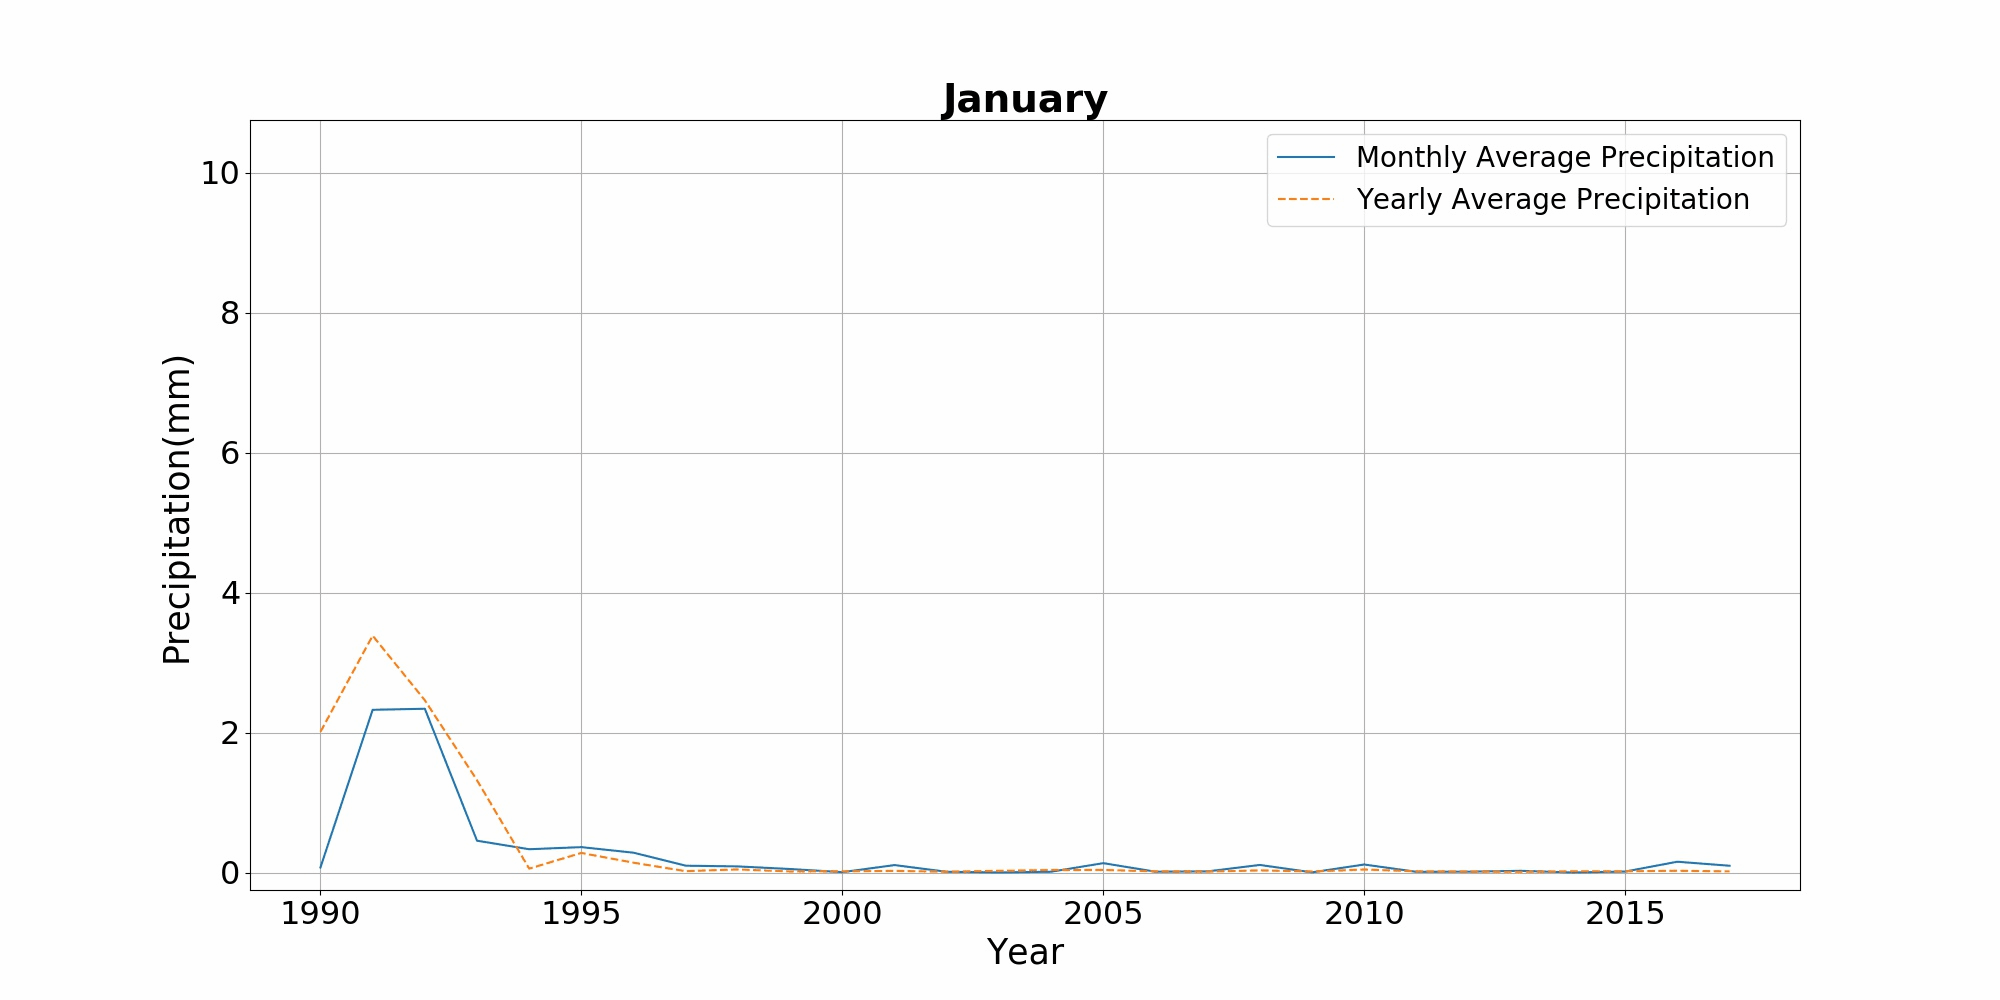 January
Monthly Average Precipitation
Yearly Average Precipitation
10
8
6
4
2
0
Precipitation(mm)
1990 1995 2000 2005 2010 2015
Year